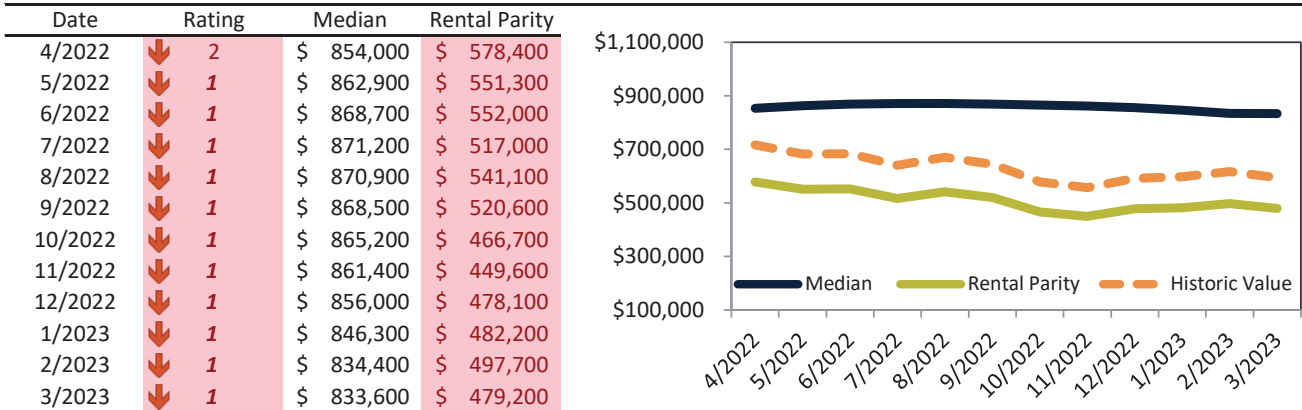 Date Rating Median Rental Parity
4/2022 2 $ 854,000 $ 578,400
5/2022 1 $ 862,900 $ 551,300
6/2022 1 $ 868,700 $ 552,000
7/2022 1 $ 871,200 $ 517,000
8/2022 1 $ 870,900 $ 541,100
9/2022 1 $ 868,500 $ 520,600
10/2022 1 $ 865,200 $ 466,700
11/2022 1 $ 861,400 $ 449,600
12/2022 1 $ 856,000 $ 478,100
1/2023 1 $ 846,300 $ 482,200
2/2023 1 $ 834,400 $ 497,700
3/2023 1 $ 833,600 $ 479,200
$1,100,000
$900,000
$700,000
$500,000
$300,000
$100,000
Median Rental Parity Historic Value
4/2022 5/2022 6/2022 7/2022 8/2022 9/2022 10/2022 11/2022 12/2022 1/2023 2/2023 3/2023